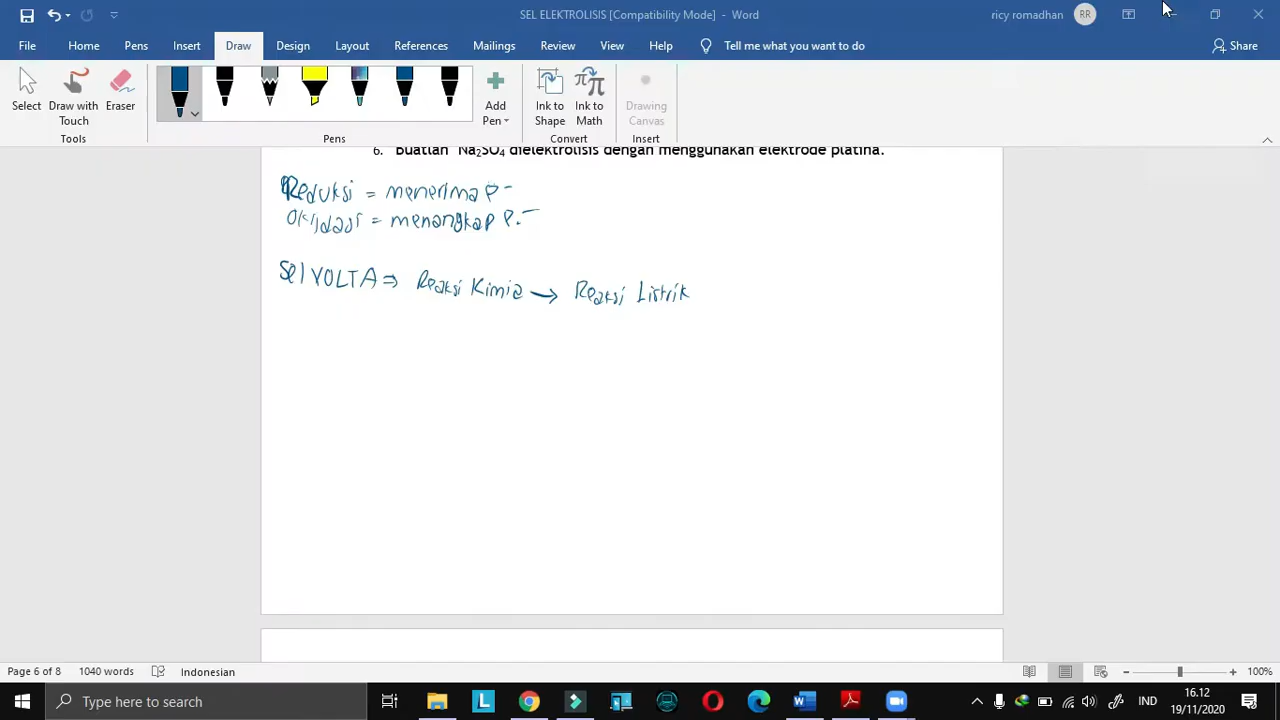 SEL ELEKTROLISIS [Compatibility Mode] - Word
ricy romadhan RR
File Home Pens Insert Draw Design Layout References Mailings Review View Help Tell me what you want to do Share
Select Draw with Touch Eraser Add Pen Ink to Shape Ink to Math Drawing Canvas
Tools Pens Convert Insert
6. Buatlah Na₂SO₄ dielektrolisis dengan menggunakan elektrode platina.
Reduksi = menerima e-
= menangkap e-
Sel VOLTA ⇒ Reaksi Kimia → Reaksi Listrik
Page 6 of 8 1040 words Indonesian 100%
Type here to search
IND 16.12
19/11/2020